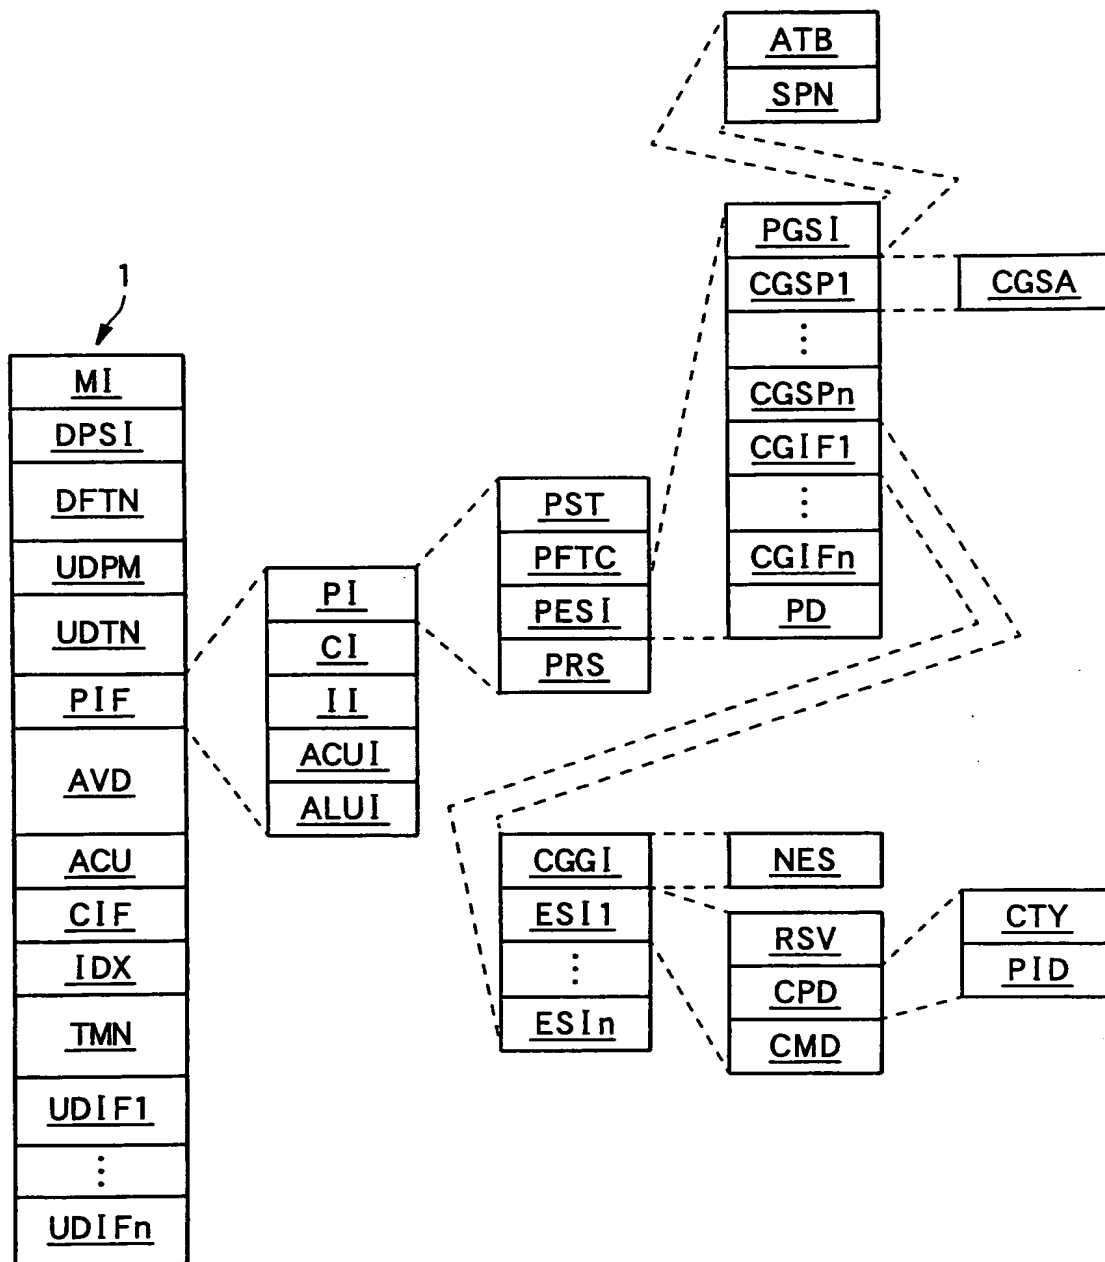 ATB
SPN
PGSI
CGSP1
⋮
CGSPn
CGIF1
⋮
CGIFn
PD
CGSA
1
MI
DPSI
DFTN
UDPM
UDTN
PIF
AVD
ACU
CIF
IDX
TMN
UDIF1
⋮
UDIFn
PI
CI
II
ACUI
ALUI
PST
PFTC
PESI
PRS
CGGI
ESI1
⋮
ESIn
NES
RSV
CPD
CMD
CTY
PID